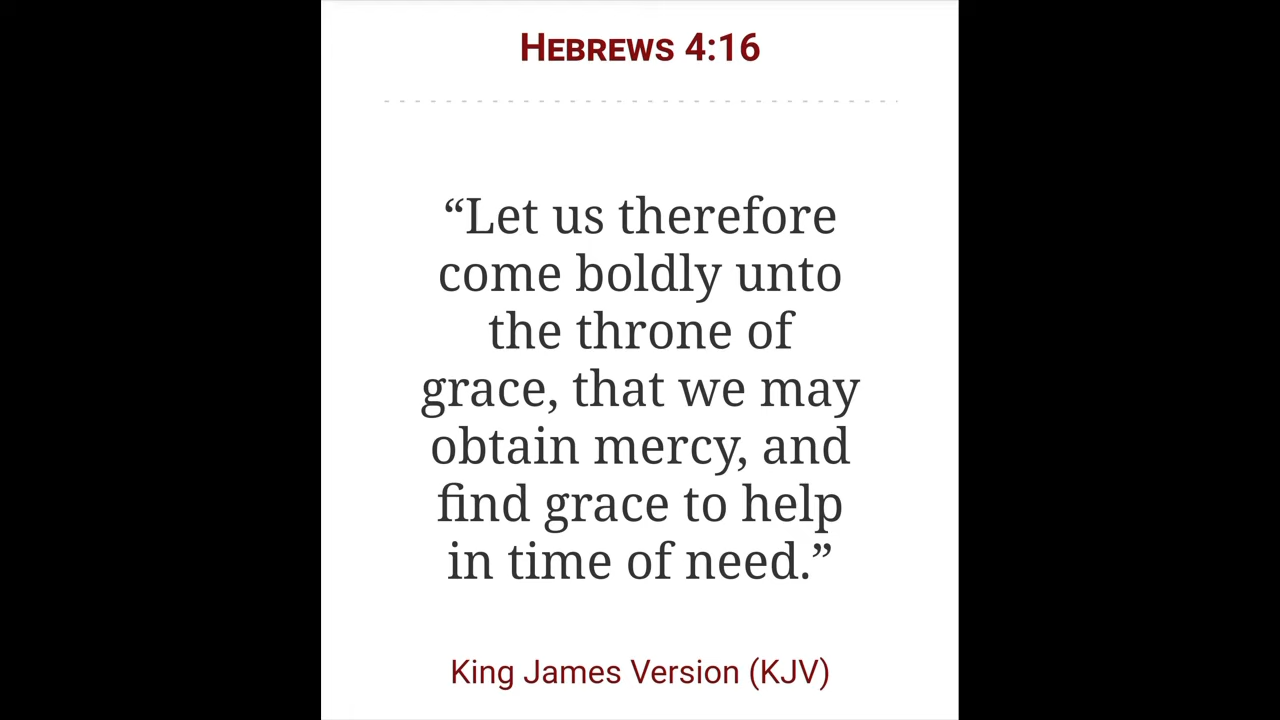 HEBREWS 4:16
“Let us therefore
come boldly unto
the throne of
grace, that we may
obtain mercy, and
find grace to help
in time of need.”
King James Version (KJV)